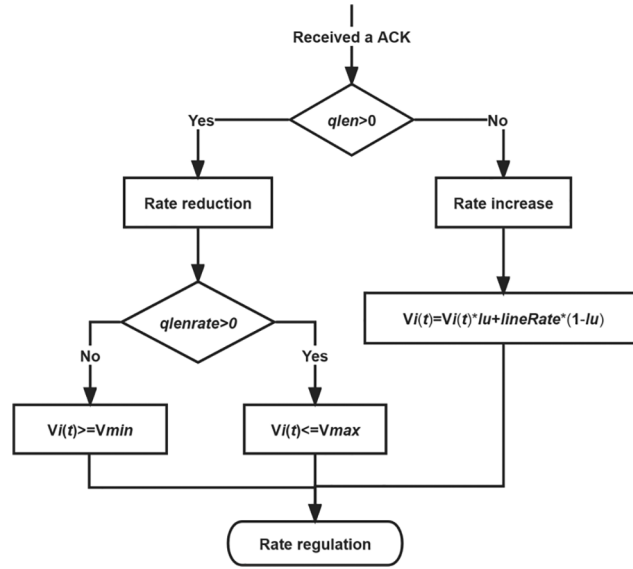 Received a ACK
qlen>0
Yes
No
Rate reduction
Rate increase
Vi(t)=Vi(t)*lu+lineRate*(1-lu)
qlenrate>0
No
Yes
Vi(t)>=Vmin
Vi(t)<=Vmax
Rate regulation